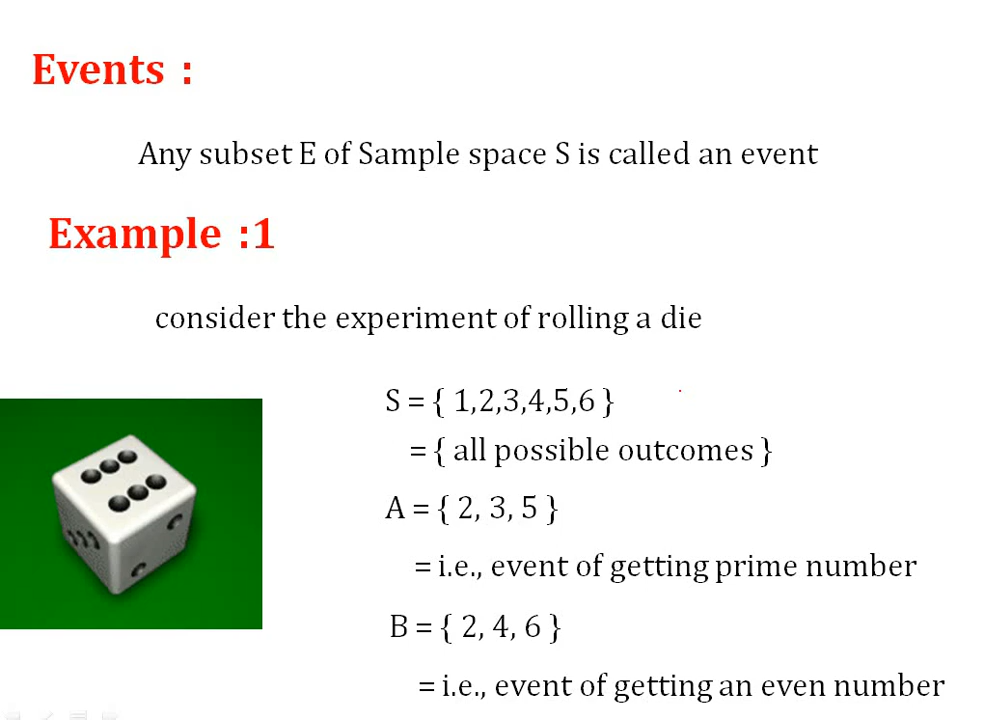 Events :
Any subset E of Sample space S is called an event
Example :1
consider the experiment of rolling a die
S = { 1,2,3,4,5,6 }
= { all possible outcomes }
A = { 2, 3, 5 }
= i.e., event of getting prime number
B = { 2, 4, 6 }
= i.e., event of getting an even number